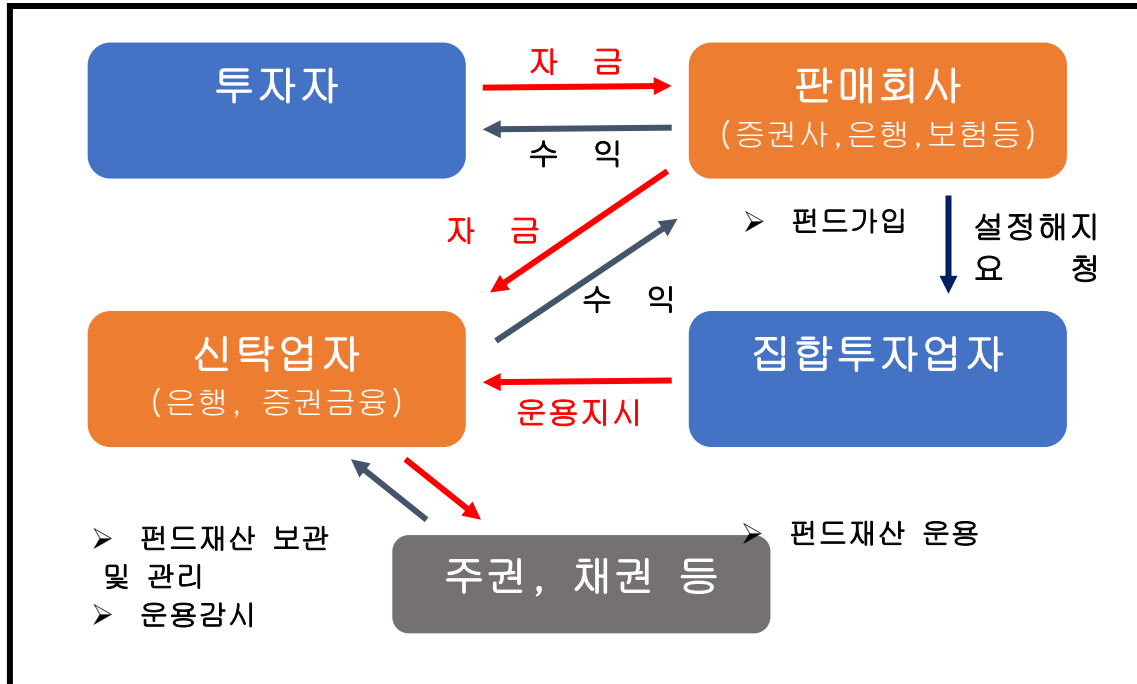 투자자
자 금
수 익
판매회사
(증권사,은행,보험등)
자 금
수 익
➢ 펀드가입
설정해지
요 청
신탁업자
(은행, 증권금융)
운용지시
집합투자업자
➢ 펀드재산 보관
및 관리
➢ 운용감시
주권, 채권 등
➢ 펀드재산 운용